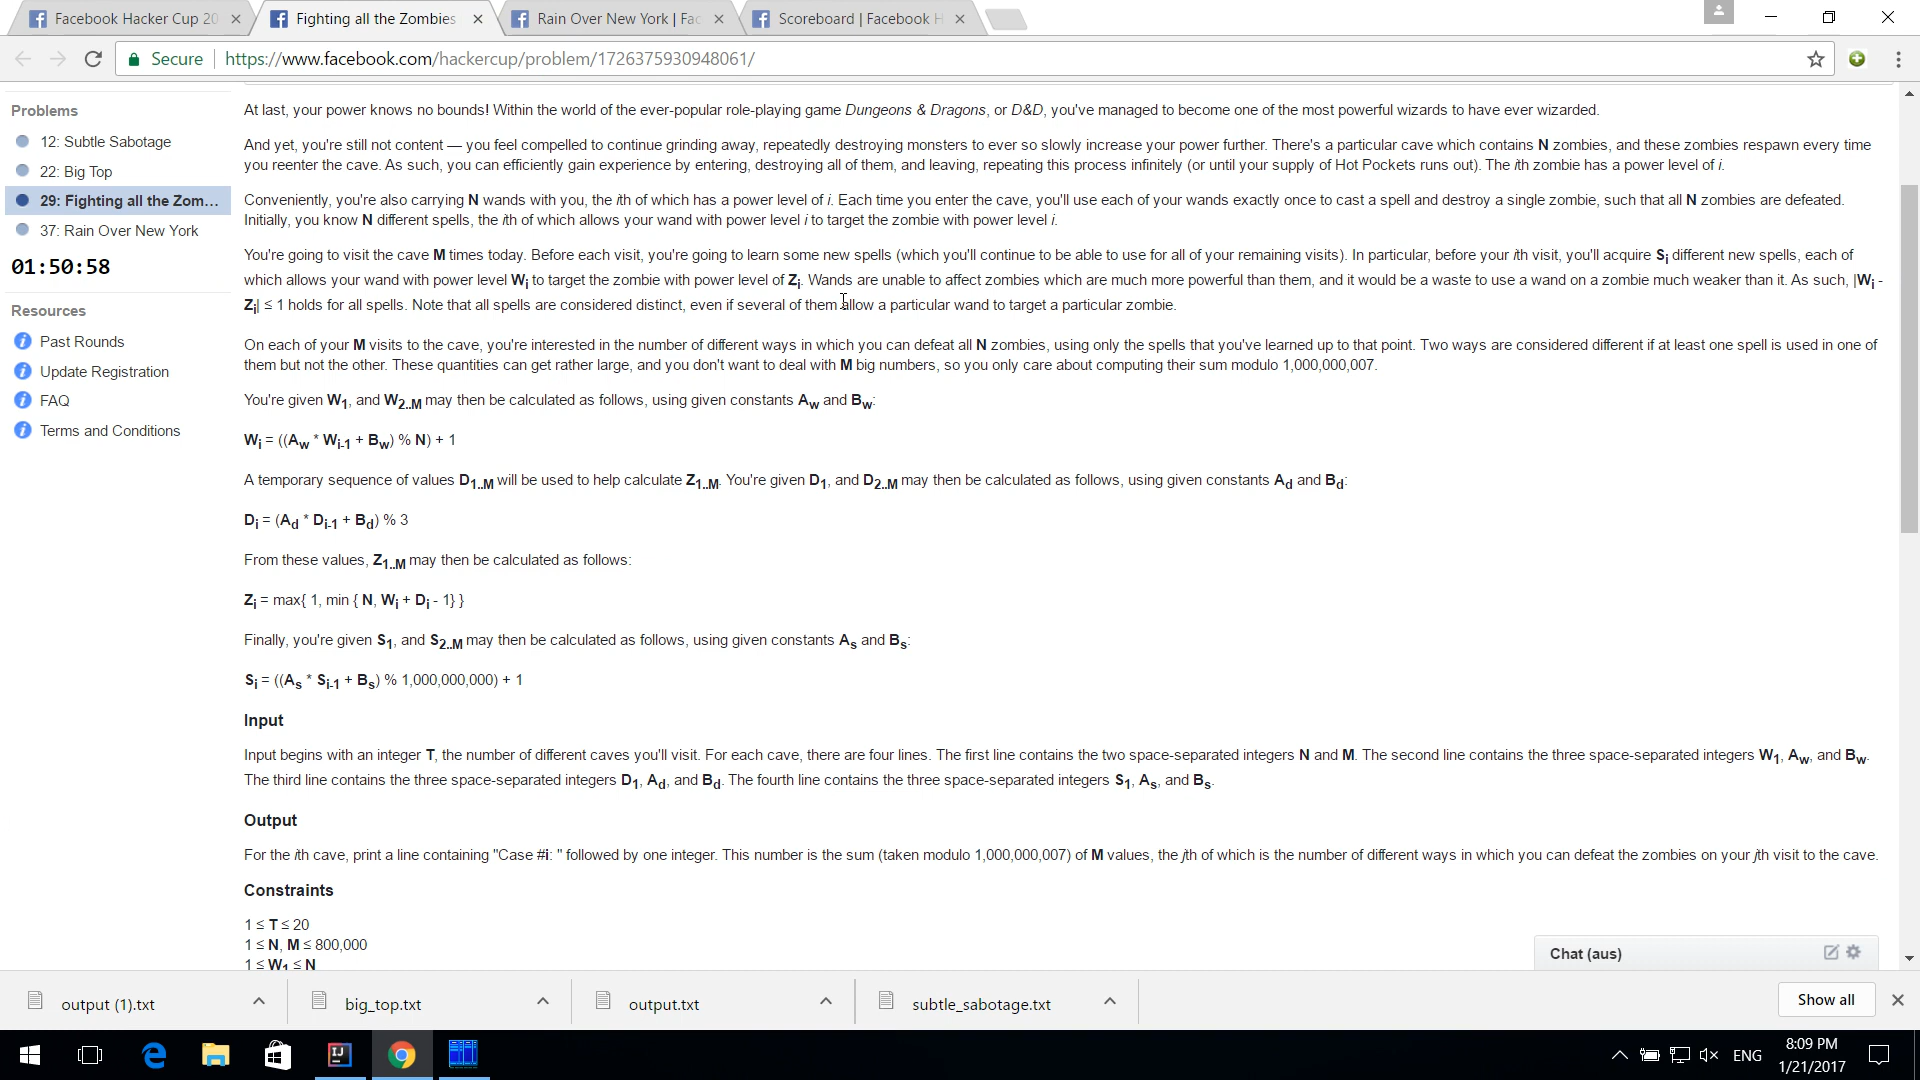 Facebook Hacker Cup 20
Fighting all the Zombies
Rain Over New York | Fac
Scoreboard | Facebook H
Secure
https://www.facebook.com/hackercup/problem/1726375930948061/
Problems
12: Subtle Sabotage
22: Big Top
29: Fighting all the Zom...
37: Rain Over New York
01:50:58
Resources
Past Rounds
Update Registration
FAQ
Terms and Conditions
At last, your power knows no bounds! Within the world of the ever-popular role-playing game Dungeons & Dragons, or D&D, you've managed to become one of the most powerful wizards to have ever wizarded.
And yet, you're still not content — you feel compelled to continue grinding away, repeatedly destroying monsters to ever so slowly increase your power further. There's a particular cave which contains N zombies, and these zombies respawn every time
you reenter the cave. As such, you can efficiently gain experience by entering, destroying all of them, and leaving, repeating this process infinitely (or until your supply of Hot Pockets runs out). The ith zombie has a power level of i.
Conveniently, you're also carrying N wands with you, the ith of which has a power level of i. Each time you enter the cave, you'll use each of your wands exactly once to cast a spell and destroy a single zombie, such that all N zombies are defeated.
Initially, you know N different spells, the ith of which allows your wand with power level i to target the zombie with power level i.
You're going to visit the cave M times today. Before each visit, you're going to learn some new spells (which you'll continue to be able to use for all of your remaining visits). In particular, before your ith visit, you'll acquire Si different new spells, each of
which allows your wand with power level Wi to target the zombie with power level of Zi. Wands are unable to affect zombies which are much more powerful than them, and it would be a waste to use a wand on a zombie much weaker than it. As such, |Wi -
Zi| ≤ 1 holds for all spells. Note that all spells are considered distinct, even if several of them allow a particular wand to target a particular zombie.
On each of your M visits to the cave, you're interested in the number of different ways in which you can defeat all N zombies, using only the spells that you've learned up to that point. Two ways are considered different if at least one spell is used in one of
them but not the other. These quantities can get rather large, and you don't want to deal with M big numbers, so you only care about computing their sum modulo 1,000,000,007.
You're given W1, and W2..M may then be calculated as follows, using given constants Aw and Bw:
Wi = ((Aw * Wi-1 + Bw) % N) + 1
A temporary sequence of values D1..M will be used to help calculate Z1..M. You're given D1, and D2..M may then be calculated as follows, using given constants Ad and Bd:
Di = (Ad * Di-1 + Bd) % 3
From these values, Z1..M may then be calculated as follows:
Zi = max{ 1, min { N, Wi + Di - 1} }
Finally, you're given S1, and S2..M may then be calculated as follows, using given constants As and Bs:
Si = ((As * Si-1 + Bs) % 1,000,000,000) + 1
Input
Input begins with an integer T, the number of different caves you'll visit. For each cave, there are four lines. The first line contains the two space-separated integers N and M. The second line contains the three space-separated integers W1, Aw, and Bw.
The third line contains the three space-separated integers D1, Ad, and Bd. The fourth line contains the three space-separated integers S1, As, and Bs.
Output
For the ith cave, print a line containing "Case #i: " followed by one integer. This number is the sum (taken modulo 1,000,000,007) of M values, the jth of which is the number of different ways in which you can defeat the zombies on your jth visit to the cave.
Constraints
1 ≤ T ≤ 20
1 ≤ N, M ≤ 800,000
1 ≤ W1 ≤ N
Chat (aus)
output (1).txt
big_top.txt
output.txt
subtle_sabotage.txt
Show all
ENG
8:09 PM
1/21/2017